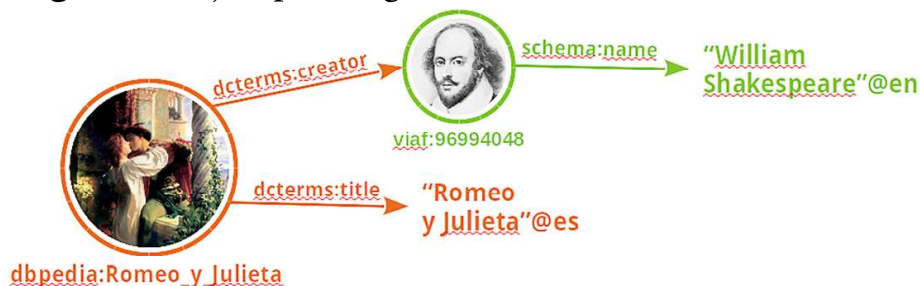 dcterms:creator
schema:name
“William
Shakespeare”@en
viaf:96994048
dcterms:title
“Romeo
y Julieta”@es
dbpedia:Romeo_y_Julieta